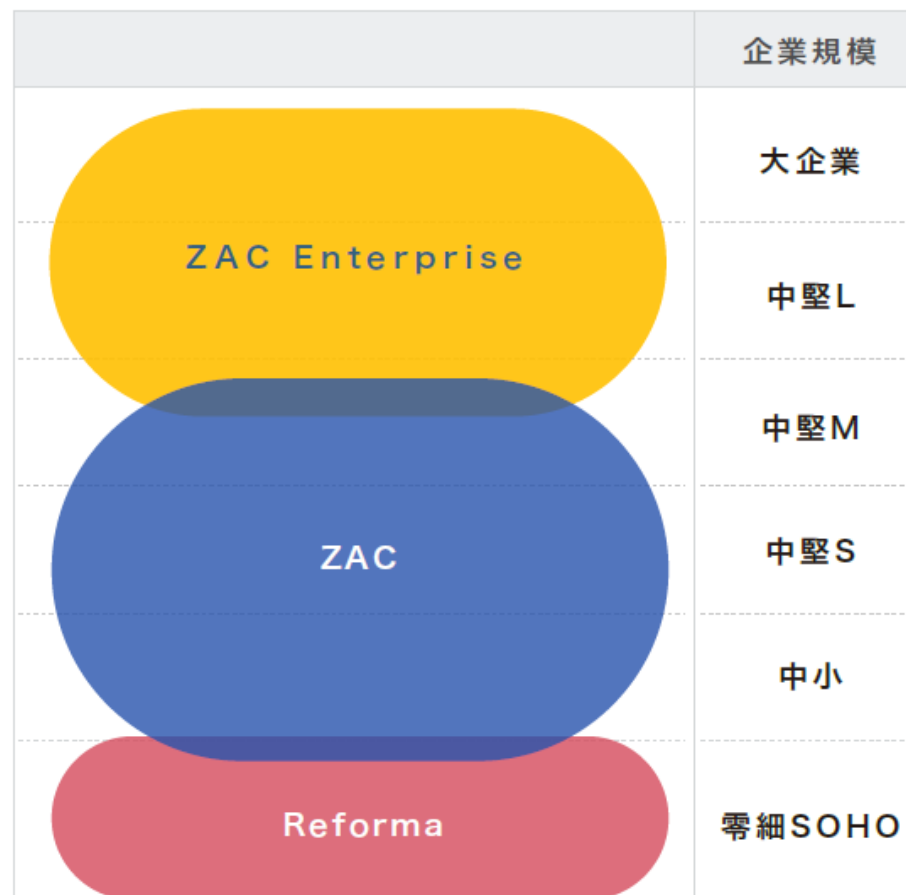 企業規模
大企業
ZAC Enterprise
中堅L
中堅M
ZAC
中堅S
中小
Reforma
零細SOHO